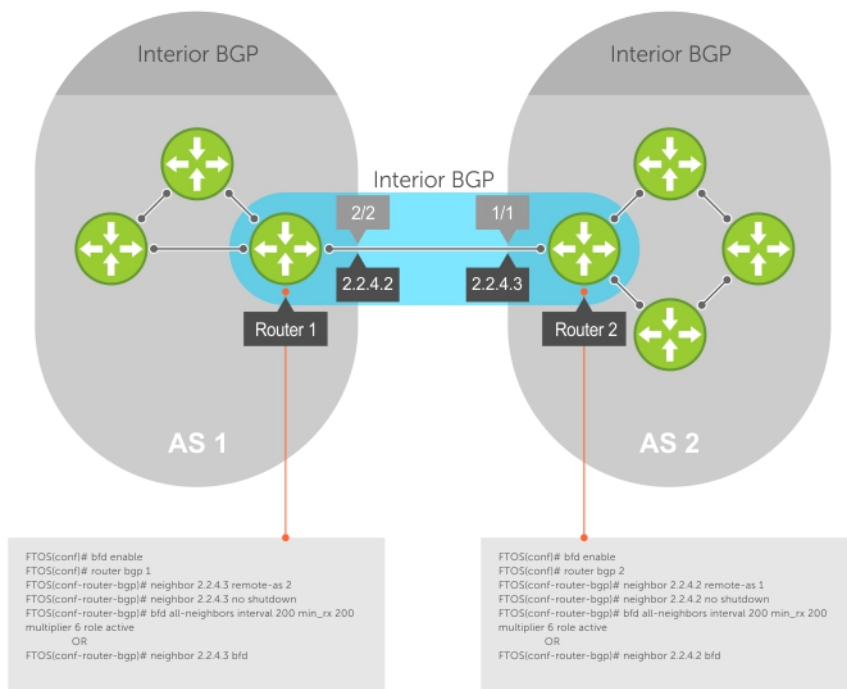 Interior BGP
Interior BGP
Interior BGP
2/2
1/1
2.2.4.2
2.2.4.3
Router 1
Router 2
AS 1
AS 2
FTOS(conf)# bfd enable
FTOS(conf)# router bgp 1
FTOS(conf-router-bgp)# neighbor 2.2.4.3 remote-as 2
FTOS(conf-router-bgp)# neighbor 2.2.4.3 no shutdown
FTOS(conf-router-bgp)# bfd all-neighbors interval 200 min_rx 200
multiplier 6 role active
OR
FTOS(conf-router-bgp)# neighbor 2.2.4.3 bfd
FTOS(conf)# bfd enable
FTOS(conf)# router bgp 2
FTOS(conf-router-bgp)# neighbor 2.2.4.2 remote-as 1
FTOS(conf-router-bgp)# neighbor 2.2.4.2 no shutdown
FTOS(conf-router-bgp)# bfd all-neighbors interval 200 min_rx 200
multiplier 6 role active
OR
FTOS(conf-router-bgp)# neighbor 2.2.4.2 bfd